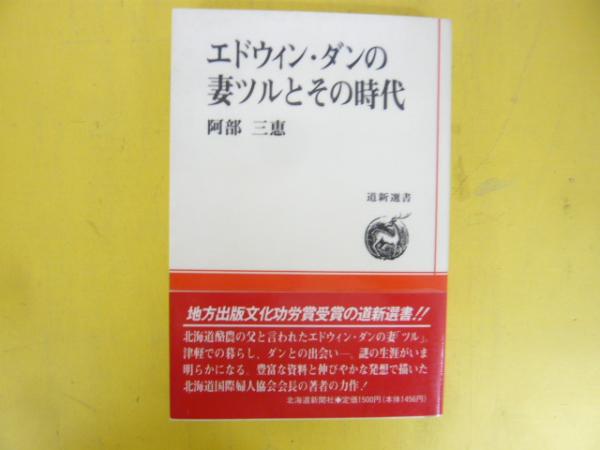 エドウィン・ダンの
妻ツルとその時代
阿部 三恵
道新選書
地方出版文化功労賞受賞の道新選書!!
北海道酪農の父と言われたエドウィン・ダンの妻「ツル」。
津軽での暮らし、ダンとの出会い―。謎の生涯がいま
明らかになる。豊富な資料と伸びやかな発想で描いた
北海道国際婦人協会会長の著者の力作!
北海道新聞社◆定価1500円(本体1456円)